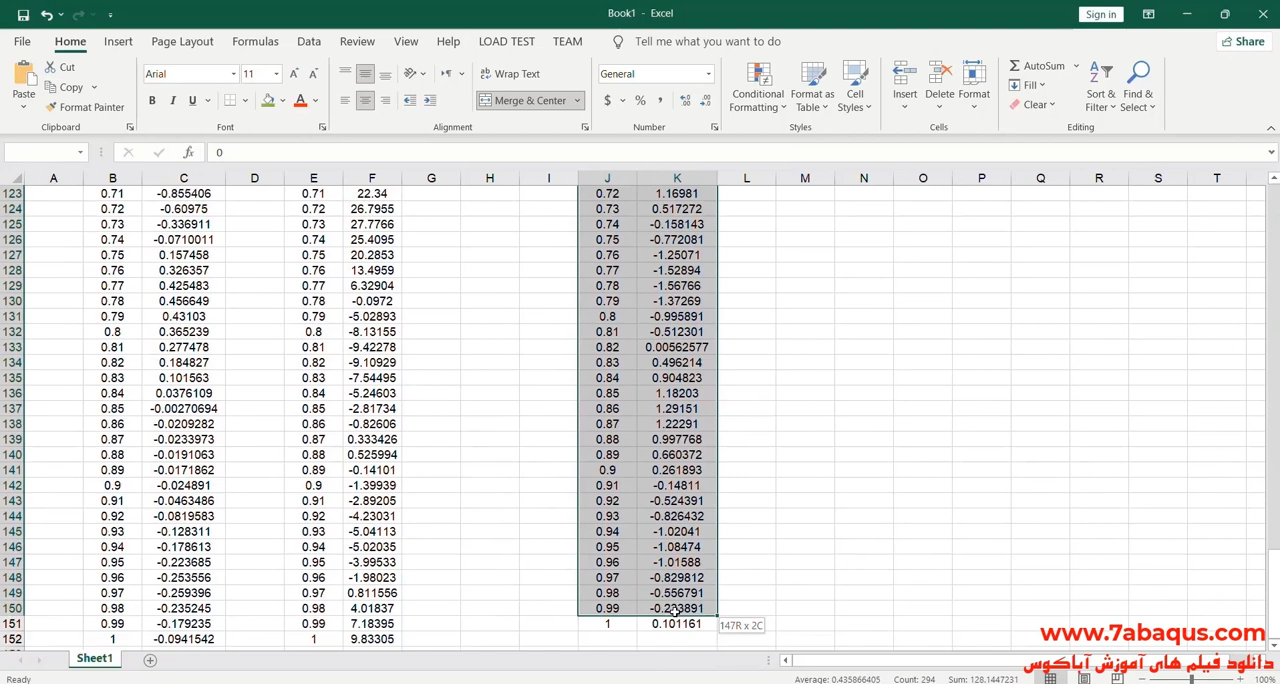 Book1 - Excel
Sign in
File Home Insert Page Layout Formulas Data Review View Help LOAD TEST TEAM Tell me what you want to do Share
Paste Cut Copy Format Painter Clipboard
Arial 11 B I U A Font
Wrap Text Merge & Center Alignment
General $ % , Number
Conditional Formatting Format as Table Cell Styles Styles
Insert Delete Format Cells
AutoSum Fill Clear Sort & Filter Find & Select Editing
fx 0
A B C D E F G H I J K L M N O P Q R S T
123 0.71 -0.855406 0.71 22.34 0.72 1.16981
124 0.72 -0.60975 0.72 26.7955 0.73 0.517272
125 0.73 -0.336911 0.73 27.7766 0.74 -0.158143
126 0.74 -0.0710011 0.74 25.4095 0.75 -0.772081
127 0.75 0.157458 0.75 20.2853 0.76 -1.25071
128 0.76 0.326357 0.76 13.4959 0.77 -1.52894
129 0.77 0.425483 0.77 6.32904 0.78 -1.56766
130 0.78 0.456649 0.78 -0.0972 0.79 -1.37269
131 0.79 0.43103 0.79 -5.02893 0.8 -0.995891
132 0.8 0.365239 0.8 -8.13155 0.81 -0.512301
133 0.81 0.277478 0.81 -9.42278 0.82 0.00562577
134 0.82 0.184827 0.82 -9.10929 0.83 0.496214
135 0.83 0.101563 0.83 -7.54495 0.84 0.904823
136 0.84 0.0376109 0.84 -5.24603 0.85 1.18203
137 0.85 -0.00270694 0.85 -2.81734 0.86 1.29151
138 0.86 -0.0209282 0.86 -0.82606 0.87 1.22291
139 0.87 -0.0233973 0.87 0.333426 0.88 0.997768
140 0.88 -0.0191063 0.88 0.525994 0.89 0.660372
141 0.89 -0.0171862 0.89 -0.14101 0.9 0.261893
142 0.9 -0.024891 0.9 -1.39939 0.91 -0.14811
143 0.91 -0.0463486 0.91 -2.89205 0.92 -0.524391
144 0.92 -0.0819583 0.92 -4.23031 0.93 -0.826432
145 0.93 -0.128311 0.93 -5.04113 0.94 -1.02041
146 0.94 -0.178613 0.94 -5.02035 0.95 -1.08474
147 0.95 -0.223685 0.95 -3.99533 0.96 -1.01588
148 0.96 -0.253556 0.96 -1.98023 0.97 -0.829812
149 0.97 -0.259396 0.97 0.811556 0.98 -0.556791
150 0.98 -0.235245 0.98 4.01837 0.99
151 0.99 -0.179235 0.99 7.18395 1 0.101161 147R x 2C
152 1 -0.0941542 1 9.83305
www.7abaqus.com
دانلود فیلم های آموزش آباکوس
Sheet1
Ready Average: 0.435866405 Count: 294 Sum: 128.1447231 100%